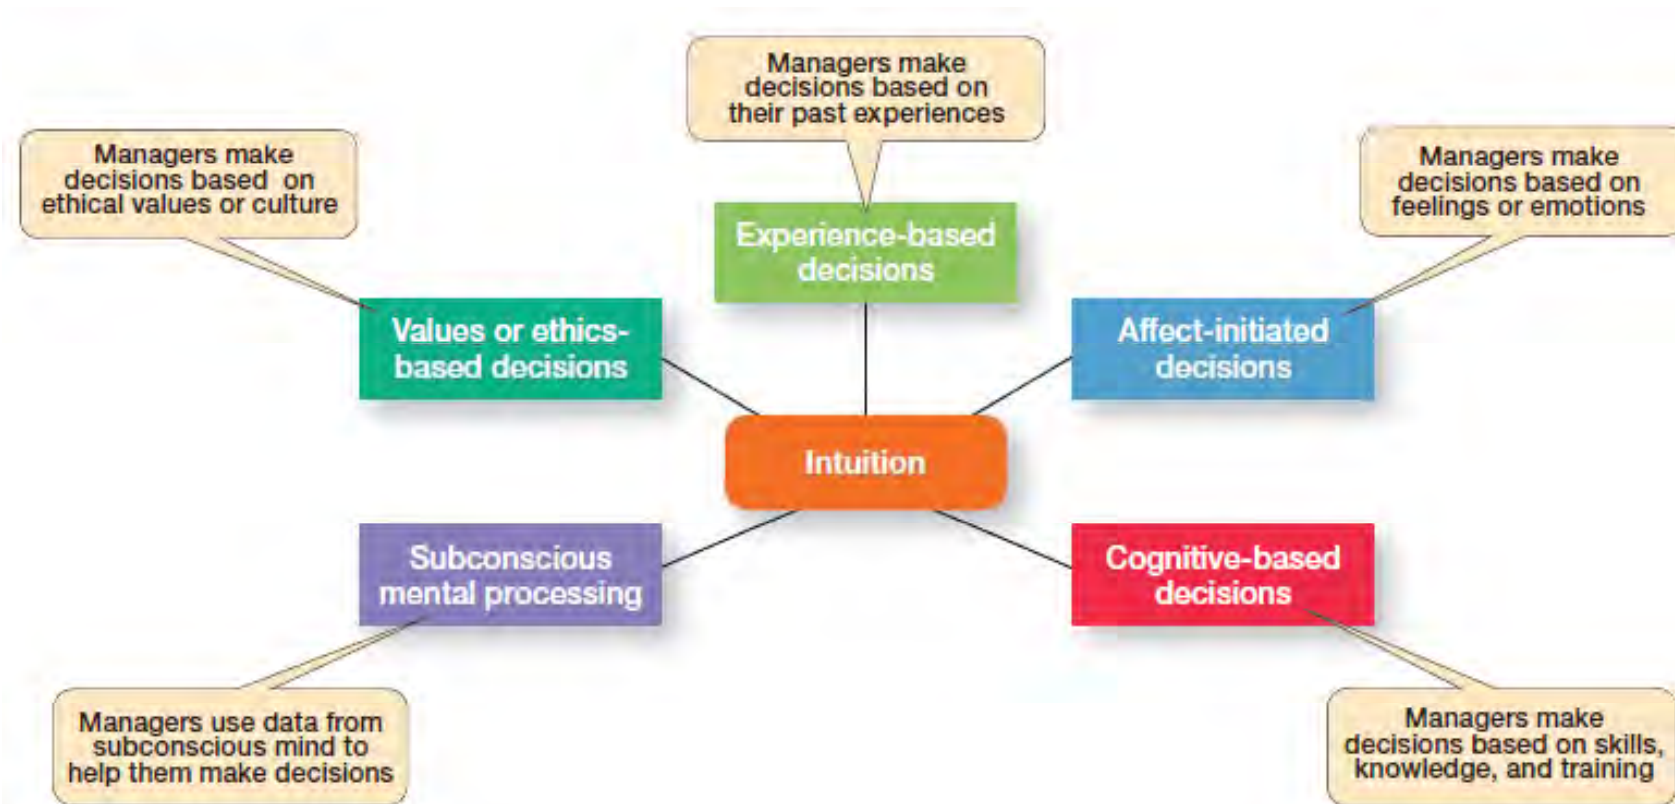 Managers make
decisions based on
their past experiences
Managers make
decisions based on
ethical values or culture
Managers make
decisions based on
feelings or emotions
Experience-based
decisions
Values or ethics-
based decisions
Affect-initiated
decisions
Intuition
Subconscious
mental processing
Cognitive-based
decisions
Managers use data from
subconscious mind to
help them make decisions
Managers make
decisions based on skills,
knowledge, and training